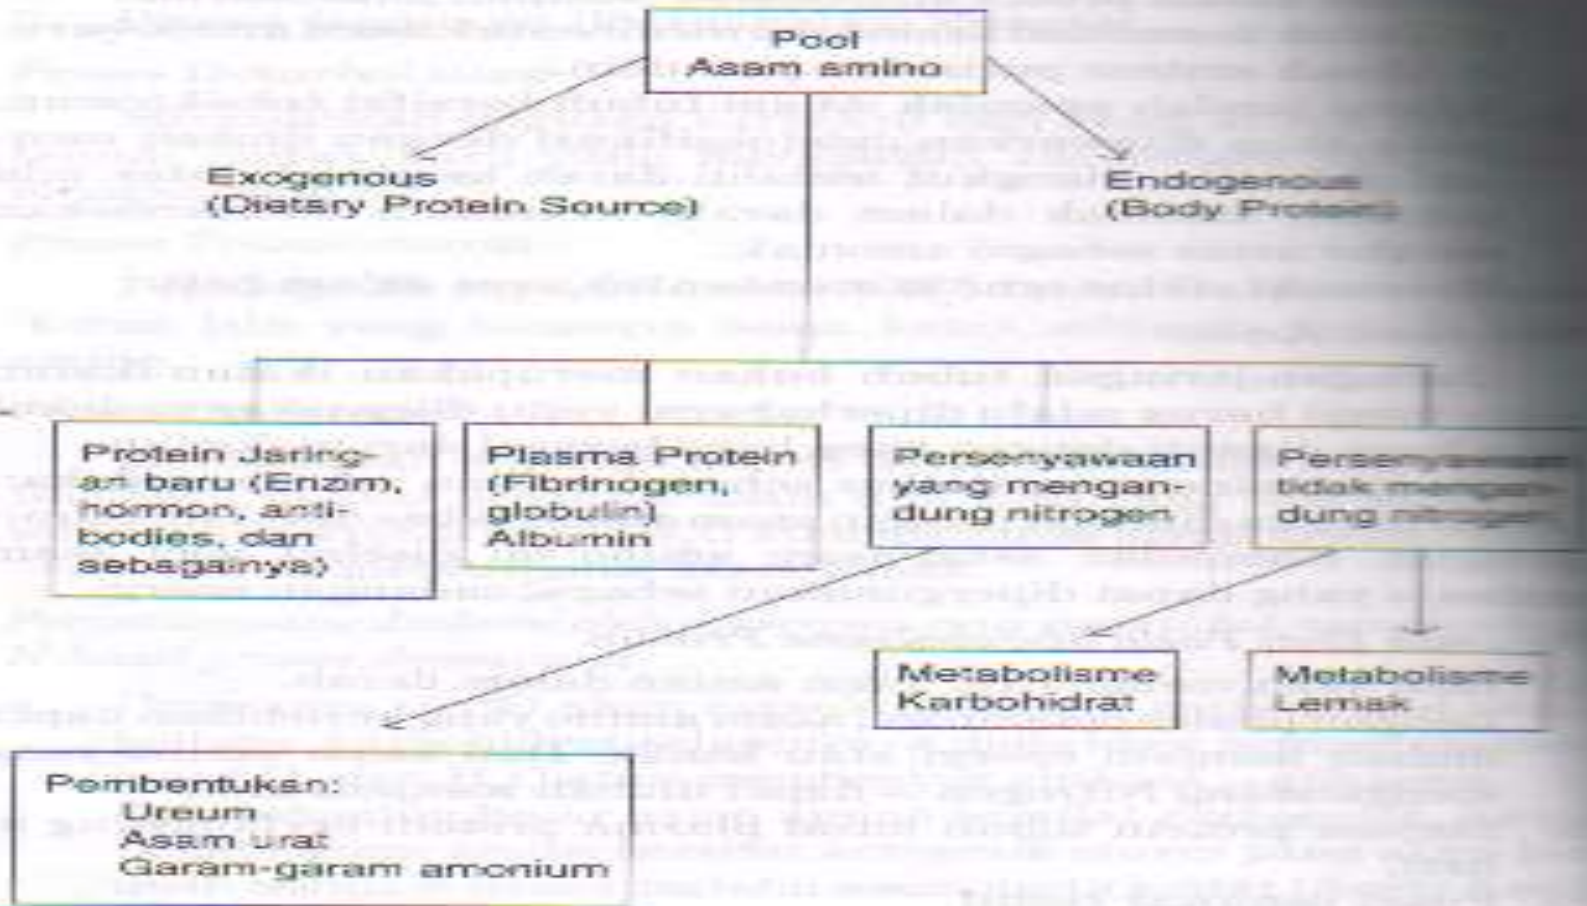 Pool
Asam amino
Exogenous
(Dietary Protein Source)
Endogenous
(Body Protein)
Protein Jaring-
an baru (Enzim,
hormon, anti-
bodies, dan
sebagainya)
Plasma Protein
(Fibrinogen,
globulin)
Albumin
Persenyawaan
yang mengan-
dung nitrogen
Persenyawaan
tidak mengan-
dung nitrogen
Metabolisme
Karbohidrat
Metabolisme
Lemak
Pembentukan:
Ureum
Asam urat
Garam-garam amonium